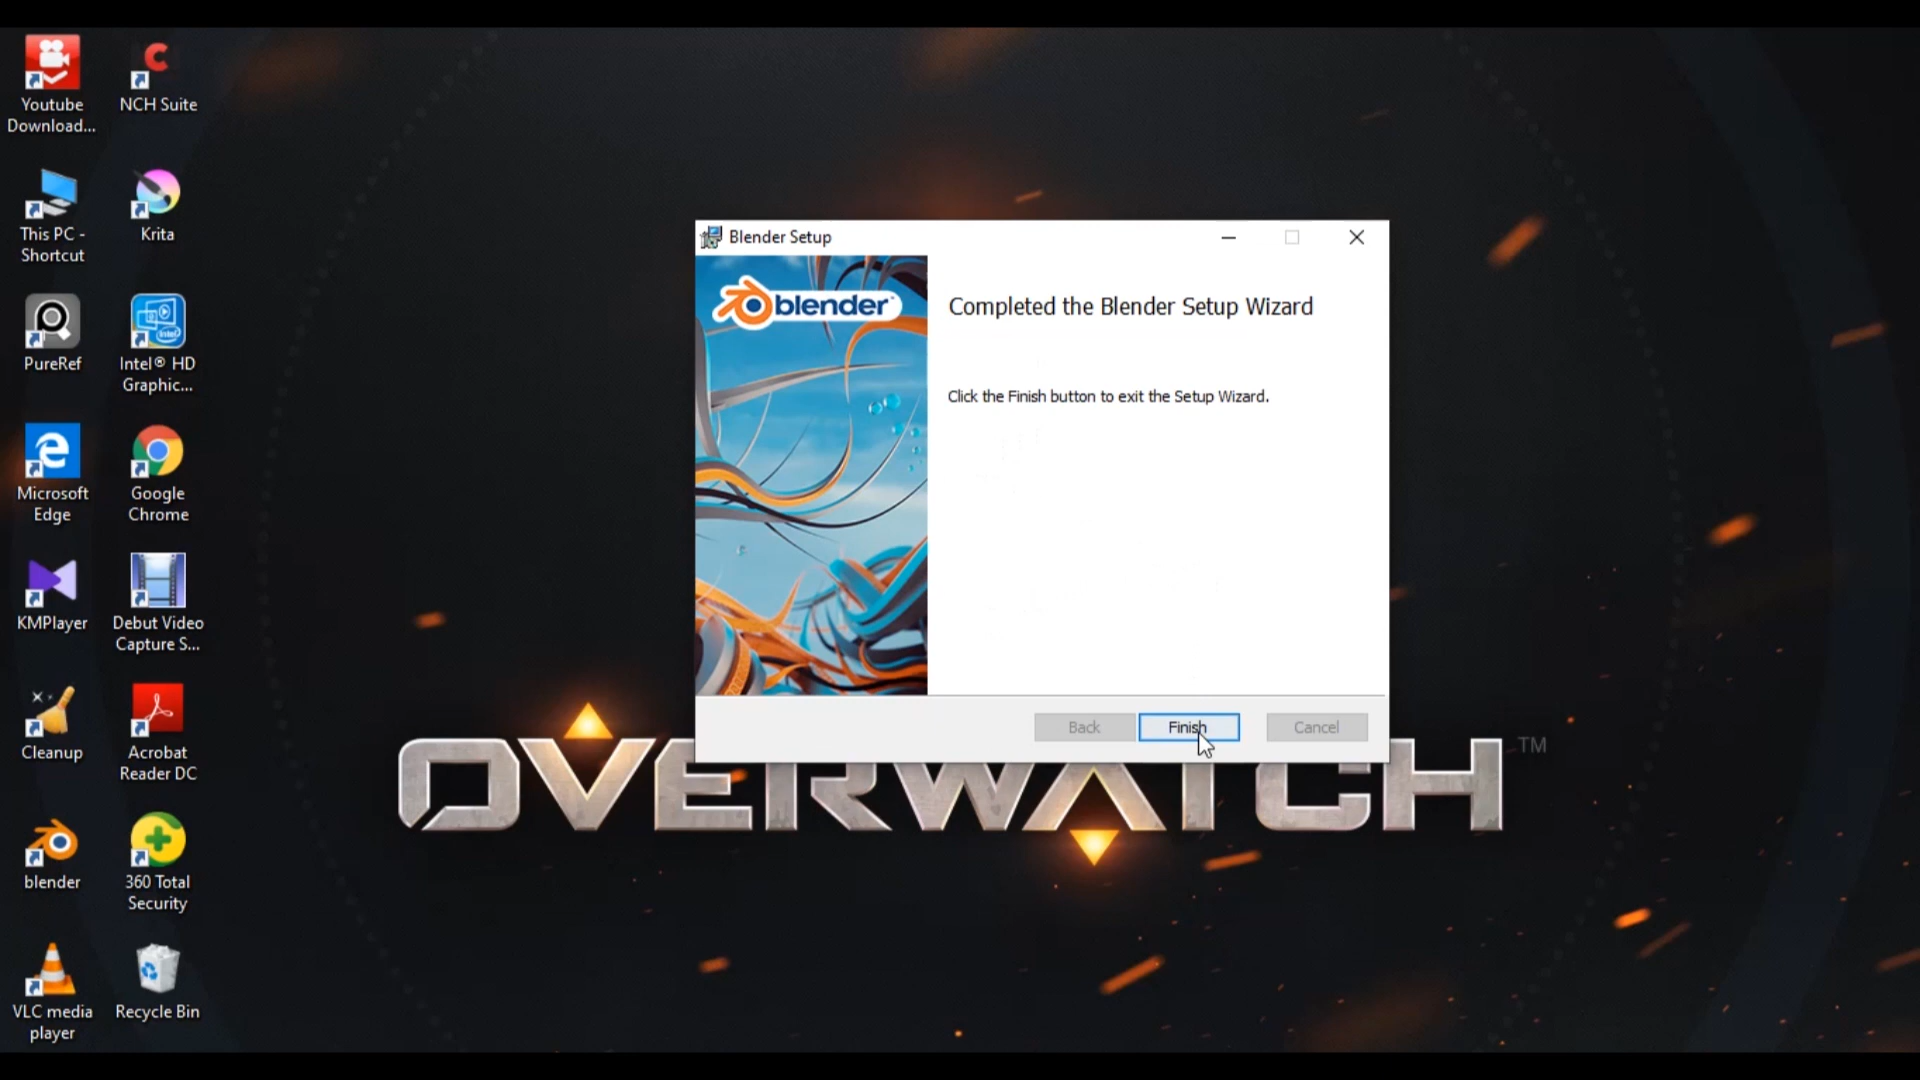 Youtube
Download...
NCH Suite
This PC -
Shortcut
Krita
PureRef
Intel® HD
Graphic...
Microsoft
Edge
Google
Chrome
KMPlayer
Debut Video
Capture S...
Cleanup
Acrobat
Reader DC
blender
360 Total
Security
VLC media
player
Recycle Bin
Blender Setup
blender
Completed the Blender Setup Wizard
Click the Finish button to exit the Setup Wizard.
Back
Finish
Cancel
OVERWATCH TM